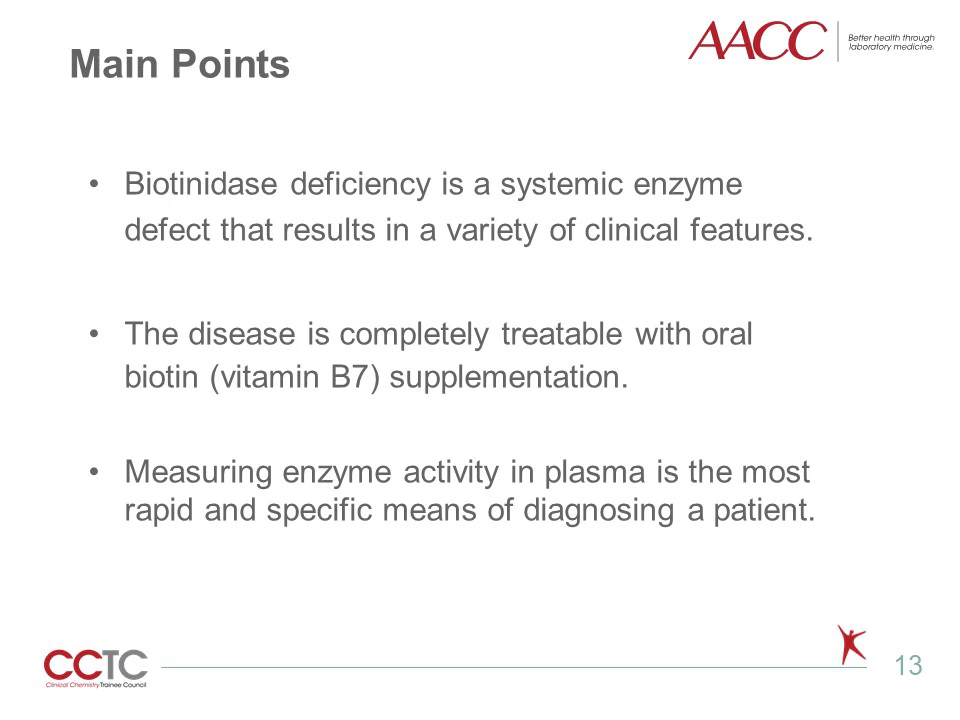 Main Points
AACC
Better health through
laboratory medicine.
• Biotinidase deficiency is a systemic enzyme
defect that results in a variety of clinical features.
• The disease is completely treatable with oral
biotin (vitamin B7) supplementation.
• Measuring enzyme activity in plasma is the most
rapid and specific means of diagnosing a patient.
CCTC
Clinical Chemistry Trainee Council
13